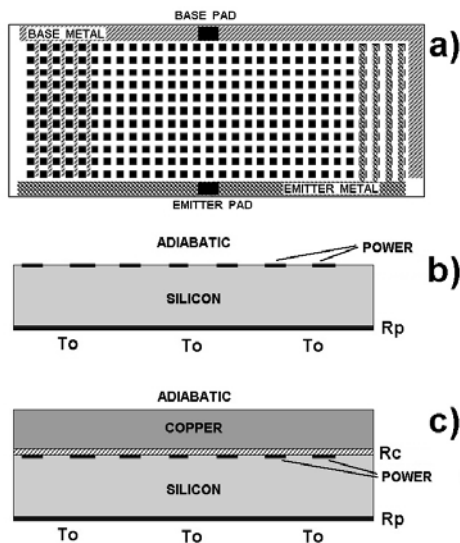 BASE PAD
BASE METAL
a)
EMITTER METAL
EMITTER PAD
ADIABATIC
b)
POWER
SILICON
Rp
To To To
ADIABATIC
c)
COPPER
Rc
POWER
SILICON
Rp
To To To